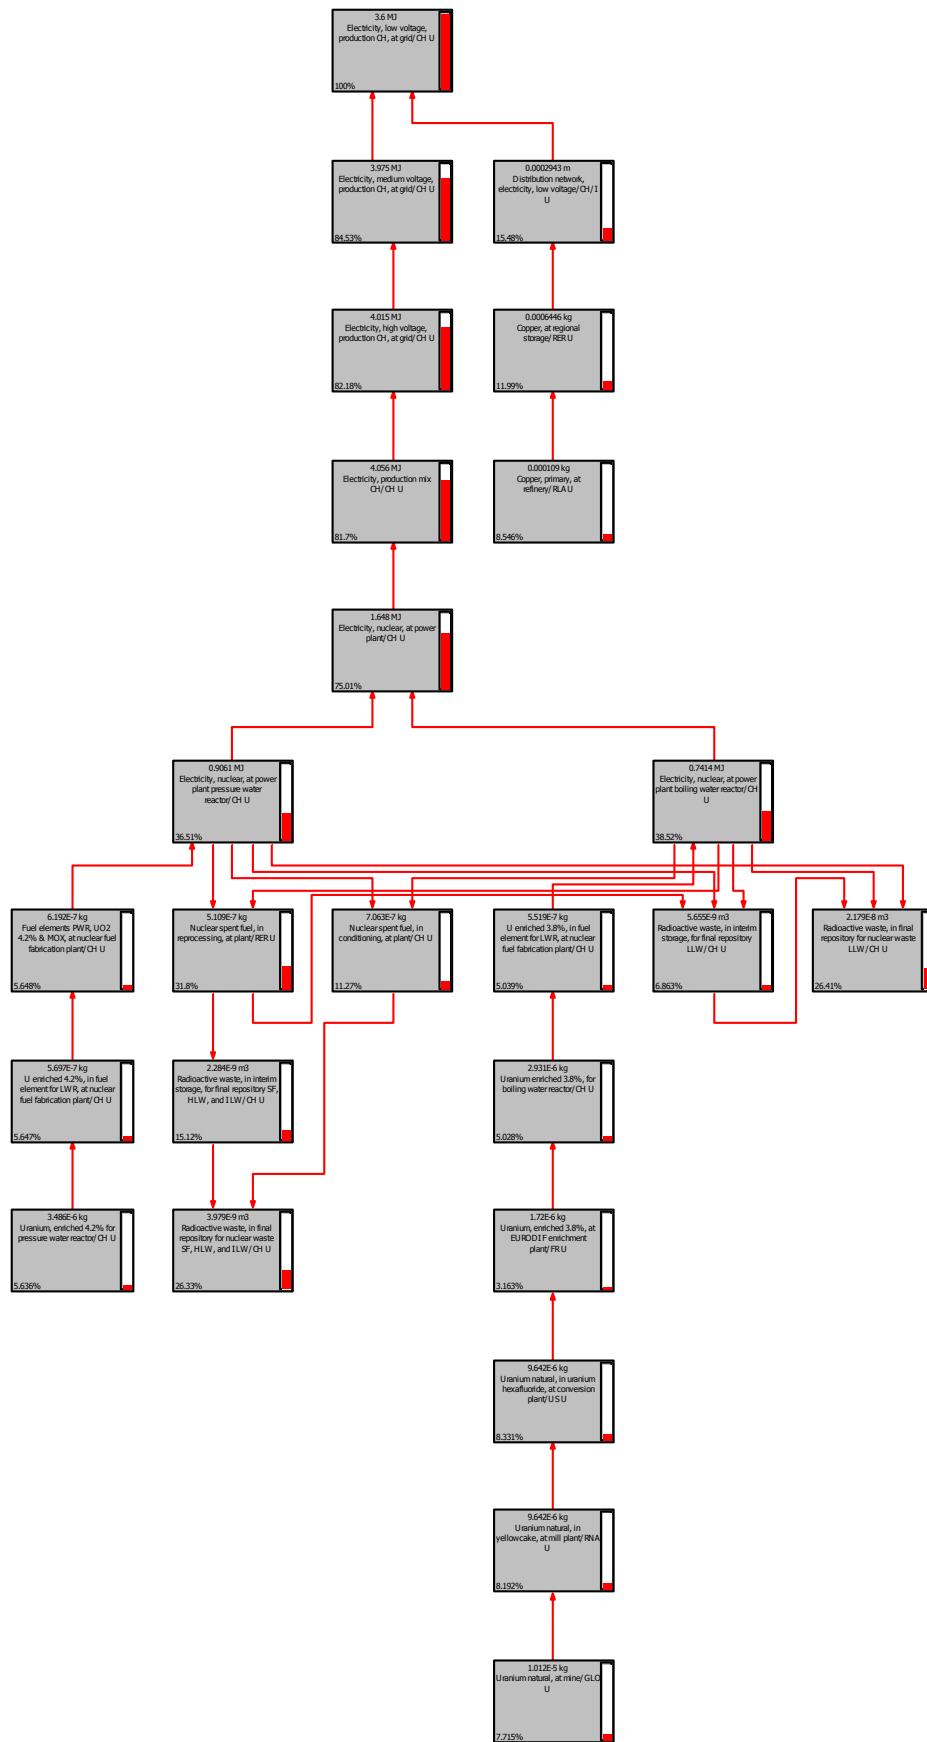 3.6 MJ
Electricity, low voltage,
production CH, at grid/CH U
100%
3.975 MJ
Electricity, medium voltage,
production CH, at grid/CH U
84.53%
0.0002943 m
Distribution network,
electricity, low voltage/CH/I
U
15.48%
4.015 MJ
Electricity, high voltage,
production CH, at grid/CH U
82.18%
0.0006446 kg
Copper, at regional
storage/RER U
11.99%
4.056 MJ
Electricity, production mix
CH/CH U
81.7%
0.000109 kg
Copper, primary, at
refinery/RLA U
8.546%
1.648 MJ
Electricity, nuclear, at power
plant/CH U
75.01%
0.9061 MJ
Electricity, nuclear, at power
plant pressure water
reactor/CH U
36.51%
0.7414 MJ
Electricity, nuclear, at power
plant boiling water reactor/CH
U
38.52%
6.192E-7 kg
Fuel elements PWR, UO2
4.2% & MOX, at nuclear fuel
fabrication plant/CH U
5.648%
5.109E-7 kg
Nuclear spent fuel, in
reprocessing, at plant/RER U
31.8%
7.063E-7 kg
Nuclear spent fuel, in
conditioning, at plant/CH U
11.27%
5.519E-7 kg
U enriched 3.8%, in fuel
element for LWR, at nuclear
fuel fabrication plant/CH U
5.039%
5.655E-9 m3
Radioactive waste, in interim
storage, for final repository
LLW/CH U
6.863%
2.179E-8 m3
Radioactive waste, in final
repository for nuclear waste
LLW/CH U
26.41%
5.697E-7 kg
U enriched 4.2%, in fuel
element for LWR, at nuclear
fuel fabrication plant/CH U
5.647%
2.284E-9 m3
Radioactive waste, in interim
storage, for final repository SF,
HLW, and ILW/CH U
15.12%
2.931E-6 kg
Uranium enriched 3.8%, for
boiling water reactor/CH U
5.028%
3.486E-6 kg
Uranium, enriched 4.2% for
pressure water reactor/CH U
5.636%
3.979E-9 m3
Radioactive waste, in final
repository for nuclear waste
SF, HLW, and ILW/CH U
26.33%
1.72E-6 kg
Uranium, enriched 3.8%, at
EURODIF enrichment
plant/FR U
3.163%
9.642E-6 kg
Uranium natural, in uranium
hexafluoride, at conversion
plant/US U
8.331%
9.642E-6 kg
Uranium natural, in
yellowcake, at mill plant/RNA
U
8.192%
1.012E-5 kg
Uranium natural, at mine/GLO
U
7.715%